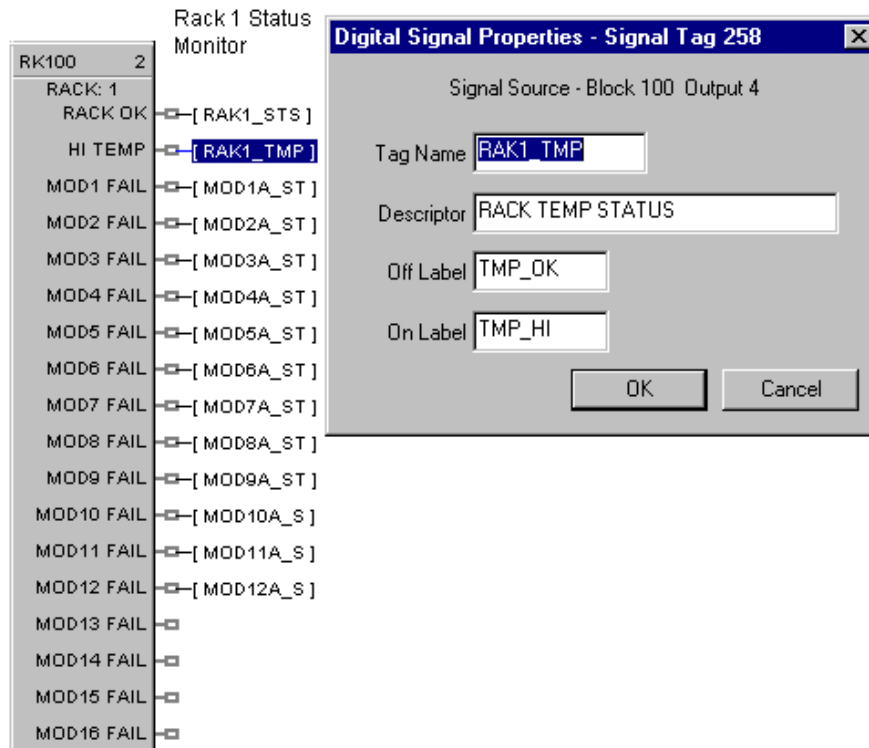 Rack 1 Status
Monitor
RK100 2
RACK: 1
RACK OK [ RAK1_STS ]
HI TEMP [ RAK1_TMP ]
MOD1 FAIL [ MOD1A_ST ]
MOD2 FAIL [ MOD2A_ST ]
MOD3 FAIL [ MOD3A_ST ]
MOD4 FAIL [ MOD4A_ST ]
MOD5 FAIL [ MOD5A_ST ]
MOD6 FAIL [ MOD6A_ST ]
MOD7 FAIL [ MOD7A_ST ]
MOD8 FAIL [ MOD8A_ST ]
MOD9 FAIL [ MOD9A_ST ]
MOD10 FAIL [ MOD10A_S ]
MOD11 FAIL [ MOD11A_S ]
MOD12 FAIL [ MOD12A_S ]
MOD13 FAIL
MOD14 FAIL
MOD15 FAIL
MOD16 FAIL
Digital Signal Properties - Signal Tag 258
Signal Source - Block 100 Output 4
Tag Name RAK1_TMP
Descriptor RACK TEMP STATUS
Off Label TMP_OK
On Label TMP_HI
OK Cancel